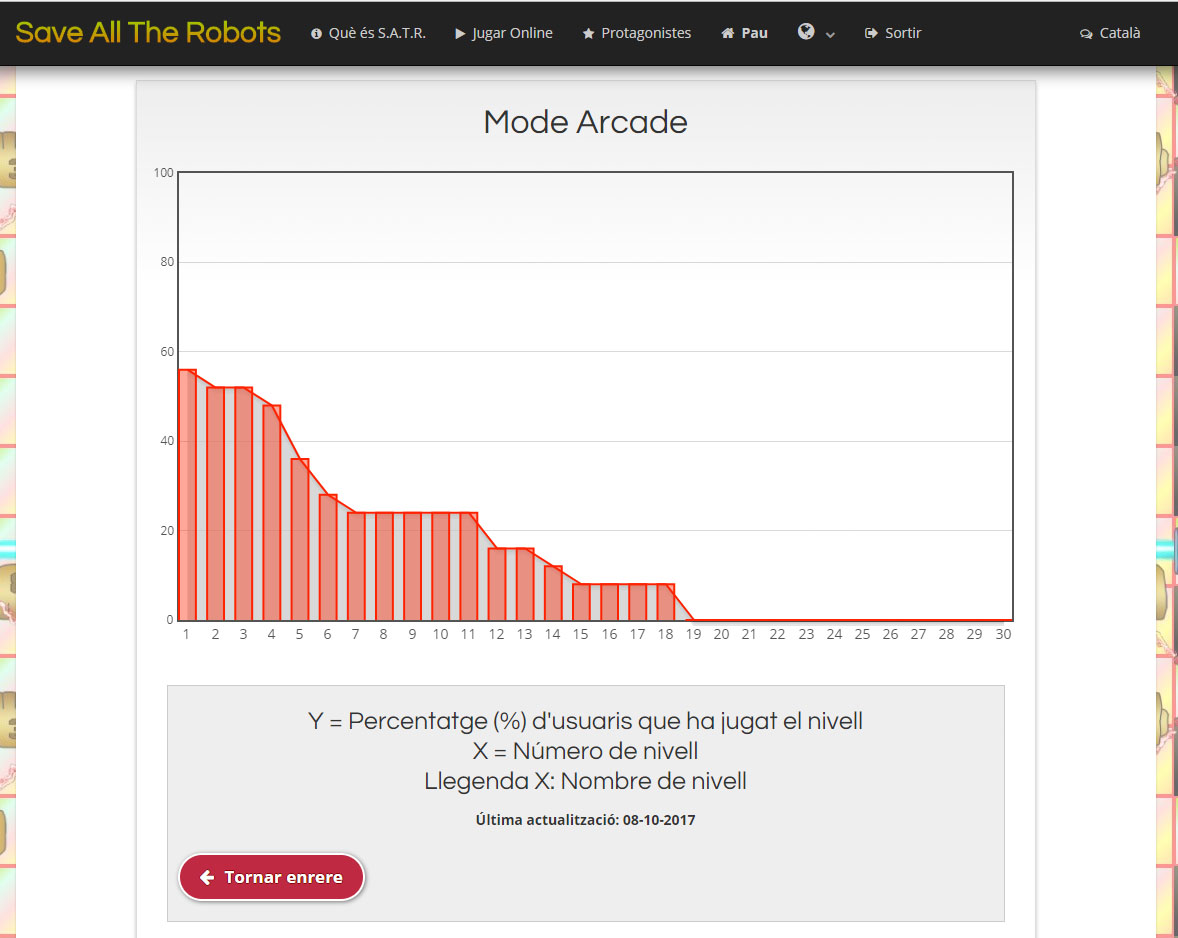 Save All The Robots
Què és S.A.T.R.
Jugar Online
Protagonistes
Pau
Sortir
Català
Mode Arcade
100
80
60
40
20
0
1 2 3 4 5 6 7 8 9 10 11 12 13 14 15 16 17 18 19 20 21 22 23 24 25 26 27 28 29 30
Y = Percentatge (%) d'usuaris que ha jugat el nivell
X = Número de nivell
Llegenda X: Nombre de nivell
Última actualització: 08-10-2017
Tornar enrere